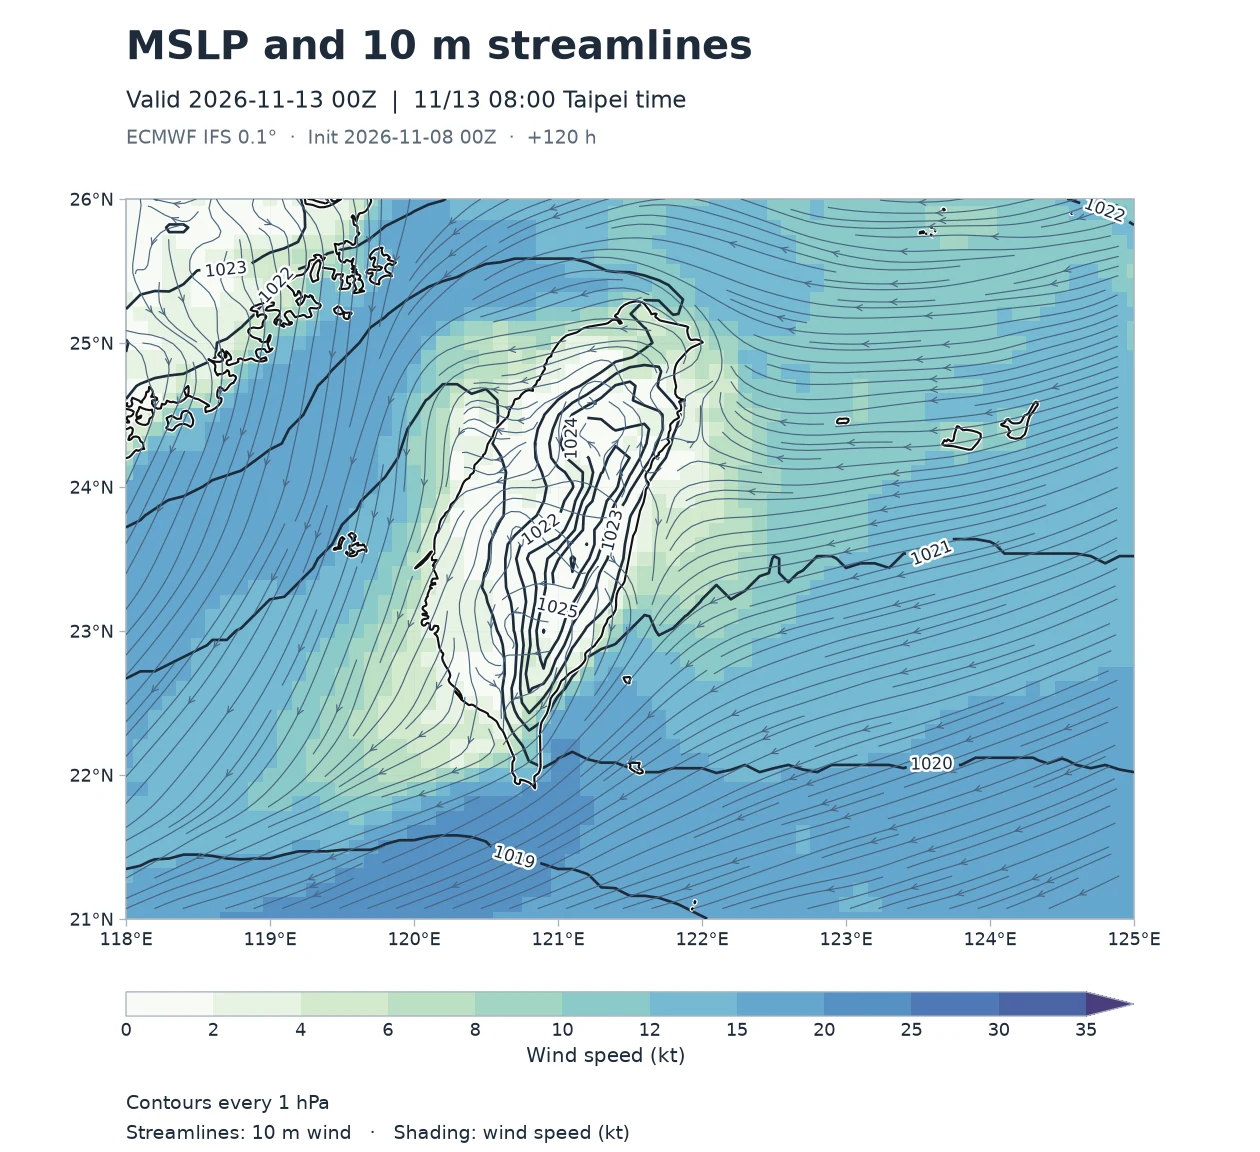 MSLP and 10 m streamlines
Valid 2026-11-13 00Z | 11/13 08:00 Taipei time
ECMWF IFS 0.1° · Init 2026-11-08 00Z · +120 h
26°N
1022
1023
1022
25°N
1024
24°N
1022
1023
1021
1025
23°N
22°N
1020
1019
21°N
118°E 119°E 120°E 121°E 122°E 123°E 124°E 125°E
0 2 4 6 8 10 12 15 20 25 30 35
Wind speed (kt)
Contours every 1 hPa
Streamlines: 10 m wind · Shading: wind speed (kt)